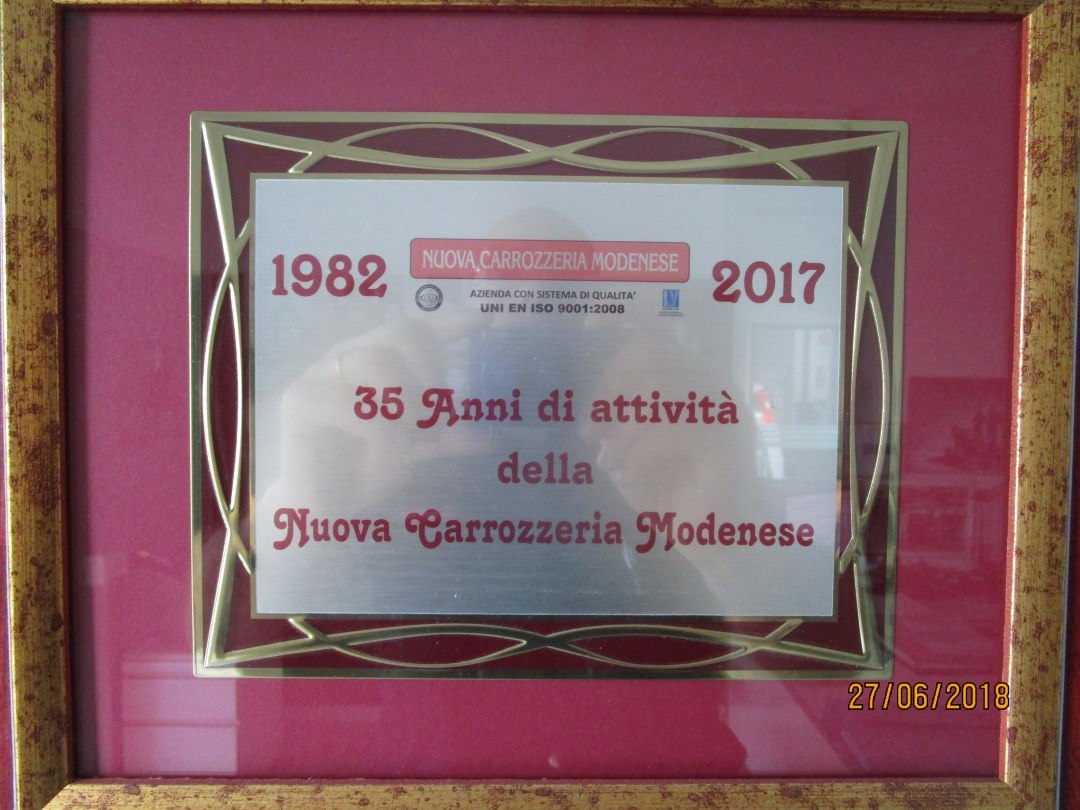 1982
NUOVA CARROZZERIA MODENESE
2017
AZIENDA CON SISTEMA DI QUALITA'
UNI EN ISO 9001:2008
35 Anni di attività
della
Nuova Carrozzeria Modenese
27/06/2018